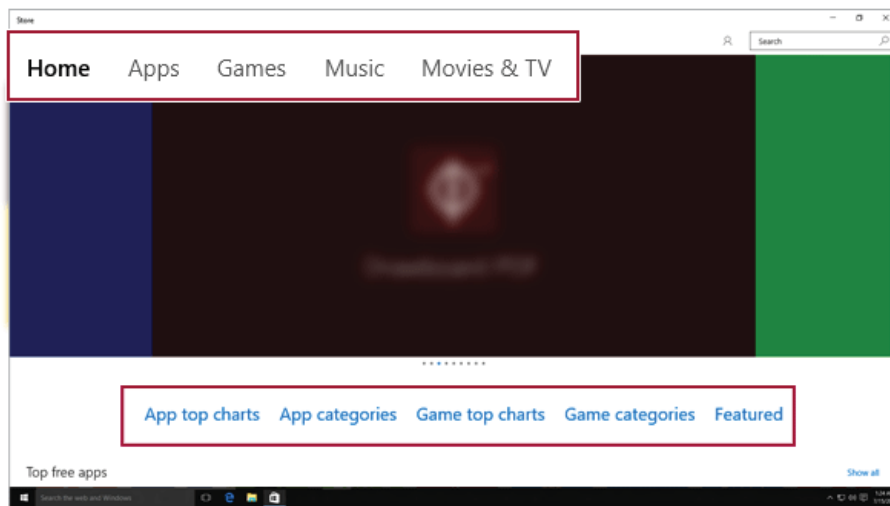 Store
Search
Home Apps Games Music Movies & TV
App top charts App categories Game top charts Game categories Featured
Top free apps Show all
Search the web and Windows